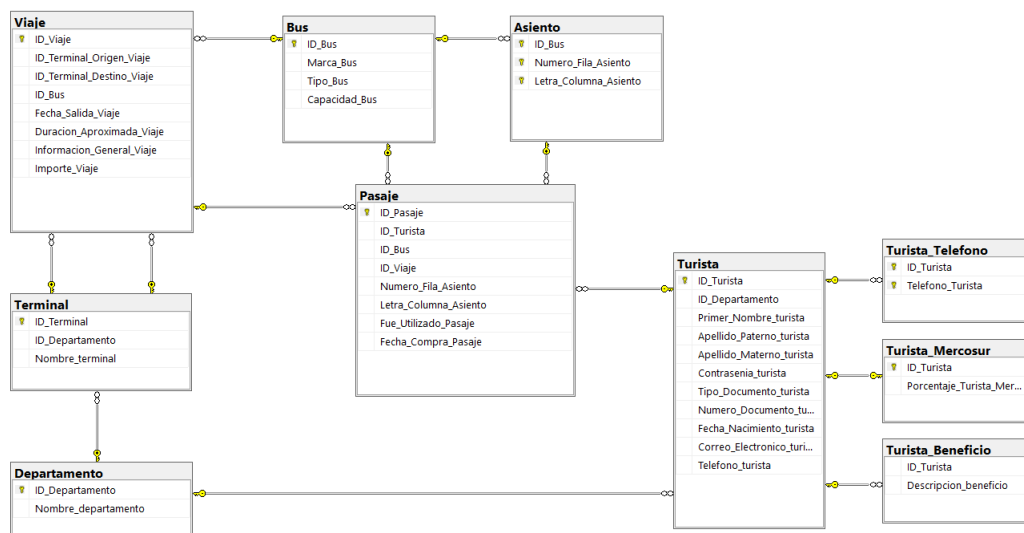 Viaje
ID_Viaje
ID_Terminal_Origen_Viaje
ID_Terminal_Destino_Viaje
ID_Bus
Fecha_Salida_Viaje
Duracion_Aproximada_Viaje
Informacion_General_Viaje
Importe_Viaje
Bus
ID_Bus
Marca_Bus
Tipo_Bus
Capacidad_Bus
Asiento
ID_Bus
Numero_Fila_Asiento
Letra_Columna_Asiento
Pasaje
ID_Pasaje
ID_Turista
ID_Bus
ID_Viaje
Numero_Fila_Asiento
Letra_Columna_Asiento
Fue_Utilizado_Pasaje
Fecha_Compra_Pasaje
Terminal
ID_Terminal
ID_Departamento
Nombre_terminal
Departamento
ID_Departamento
Nombre_departamento
Turista
ID_Turista
ID_Departamento
Primer_Nombre_turista
Apellido_Paterno_turista
Apellido_Materno_turista
Contrasenia_turista
Tipo_Documento_turista
Numero_Documento_tu...
Fecha_Nacimiento_turista
Correo_Electronico_turi...
Telefono_turista
Turista_Telefono
ID_Turista
Telefono_Turista
Turista_Mercosur
ID_Turista
Porcentaje_Turista_Mer...
Turista_Beneficio
ID_Turista
Descripcion_beneficio